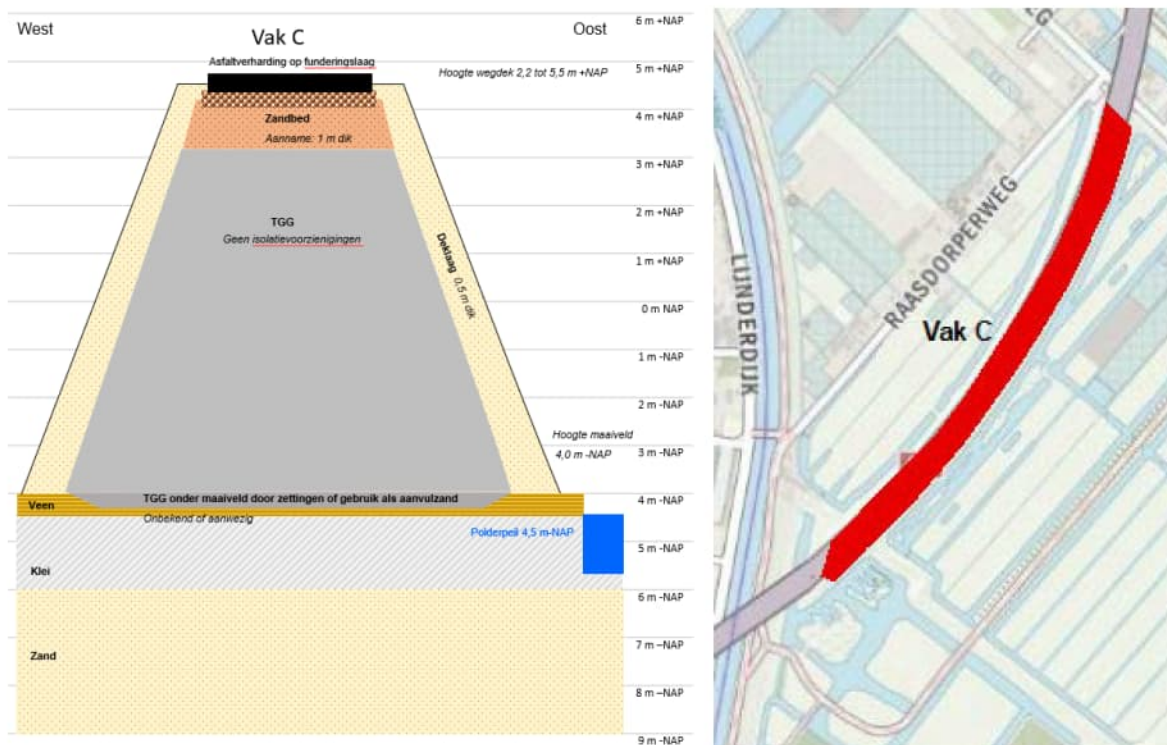 West
Vak C
Oost
6 m +NAP
Asfaltverharding op funderingslaag
Hoogte wegdek 2,2 tot 5,5 m +NAP
5 m +NAP
Zandbed
Aanname: 1 m dik
4 m +NAP
3 m +NAP
TGG
Geen isolatievoorzienigingen
2 m +NAP
Deklaag 0,5 m dik
1 m +NAP
0 m NAP
1 m -NAP
2 m -NAP
Hoogte maaiveld
4,0 m -NAP
3 m -NAP
TGG onder maaiveld door zettingen of gebruik als aanvulzand
4 m -NAP
Veen
Onbekend of aanwezig
Polderpeil 4,5 m-NAP
5 m -NAP
Klei
6 m -NAP
Zand
7 m –NAP
8 m –NAP
9 m -NAP
LIJNDERDIJK
RAASDORPERWEG
Vak C
G